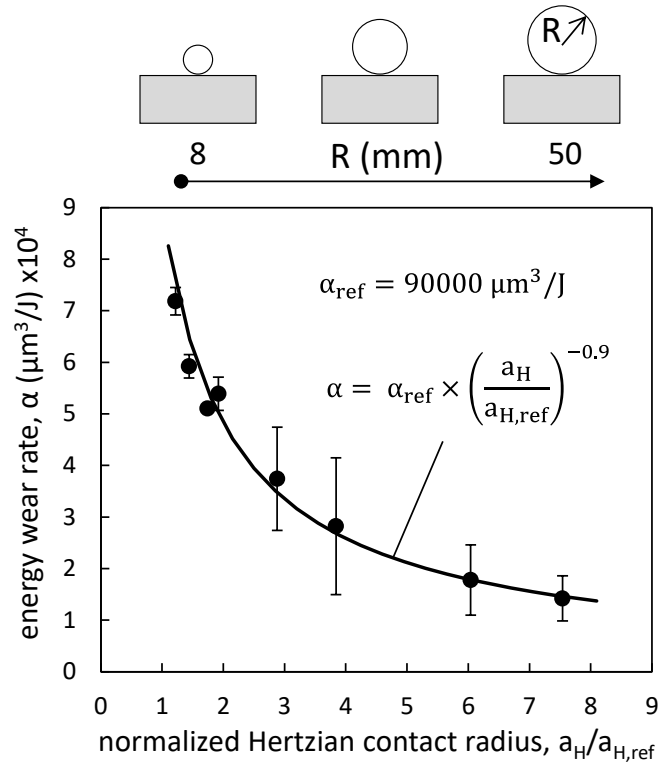 R
8 R (mm) 50
energy wear rate, α (µm³/J) x10⁴
9
8
7
6
5
4
3
2
1
0
α_ref = 90000 µm³/J
α = α_ref × (a_H / a_H,ref)^−0.9
0 1 2 3 4 5 6 7 8 9
normalized Hertzian contact radius, a_H/a_H,ref